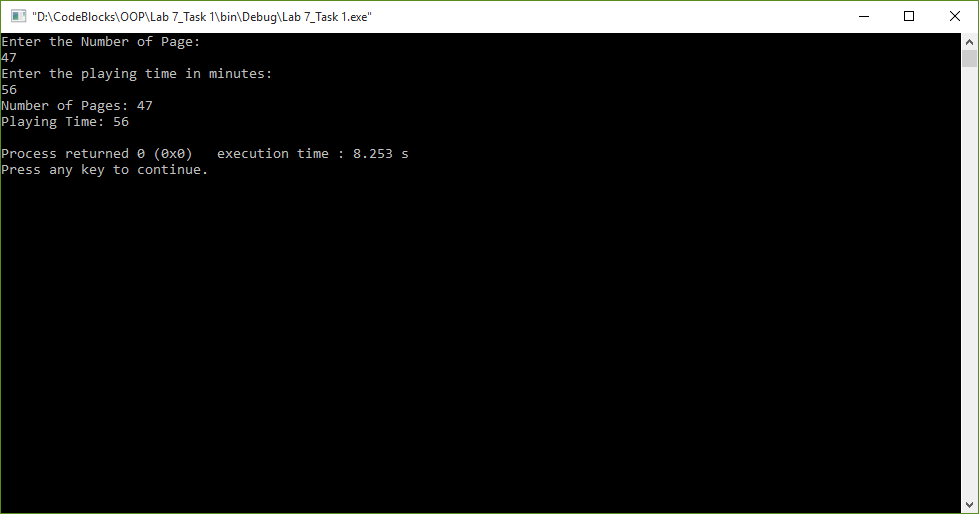 "D:\CodeBlocks\OOP\Lab 7_Task 1\bin\Debug\Lab 7_Task 1.exe"
Enter the Number of Page:
47
Enter the playing time in minutes:
56
Number of Pages: 47
Playing Time: 56
Process returned 0 (0x0)   execution time : 8.253 s
Press any key to continue.